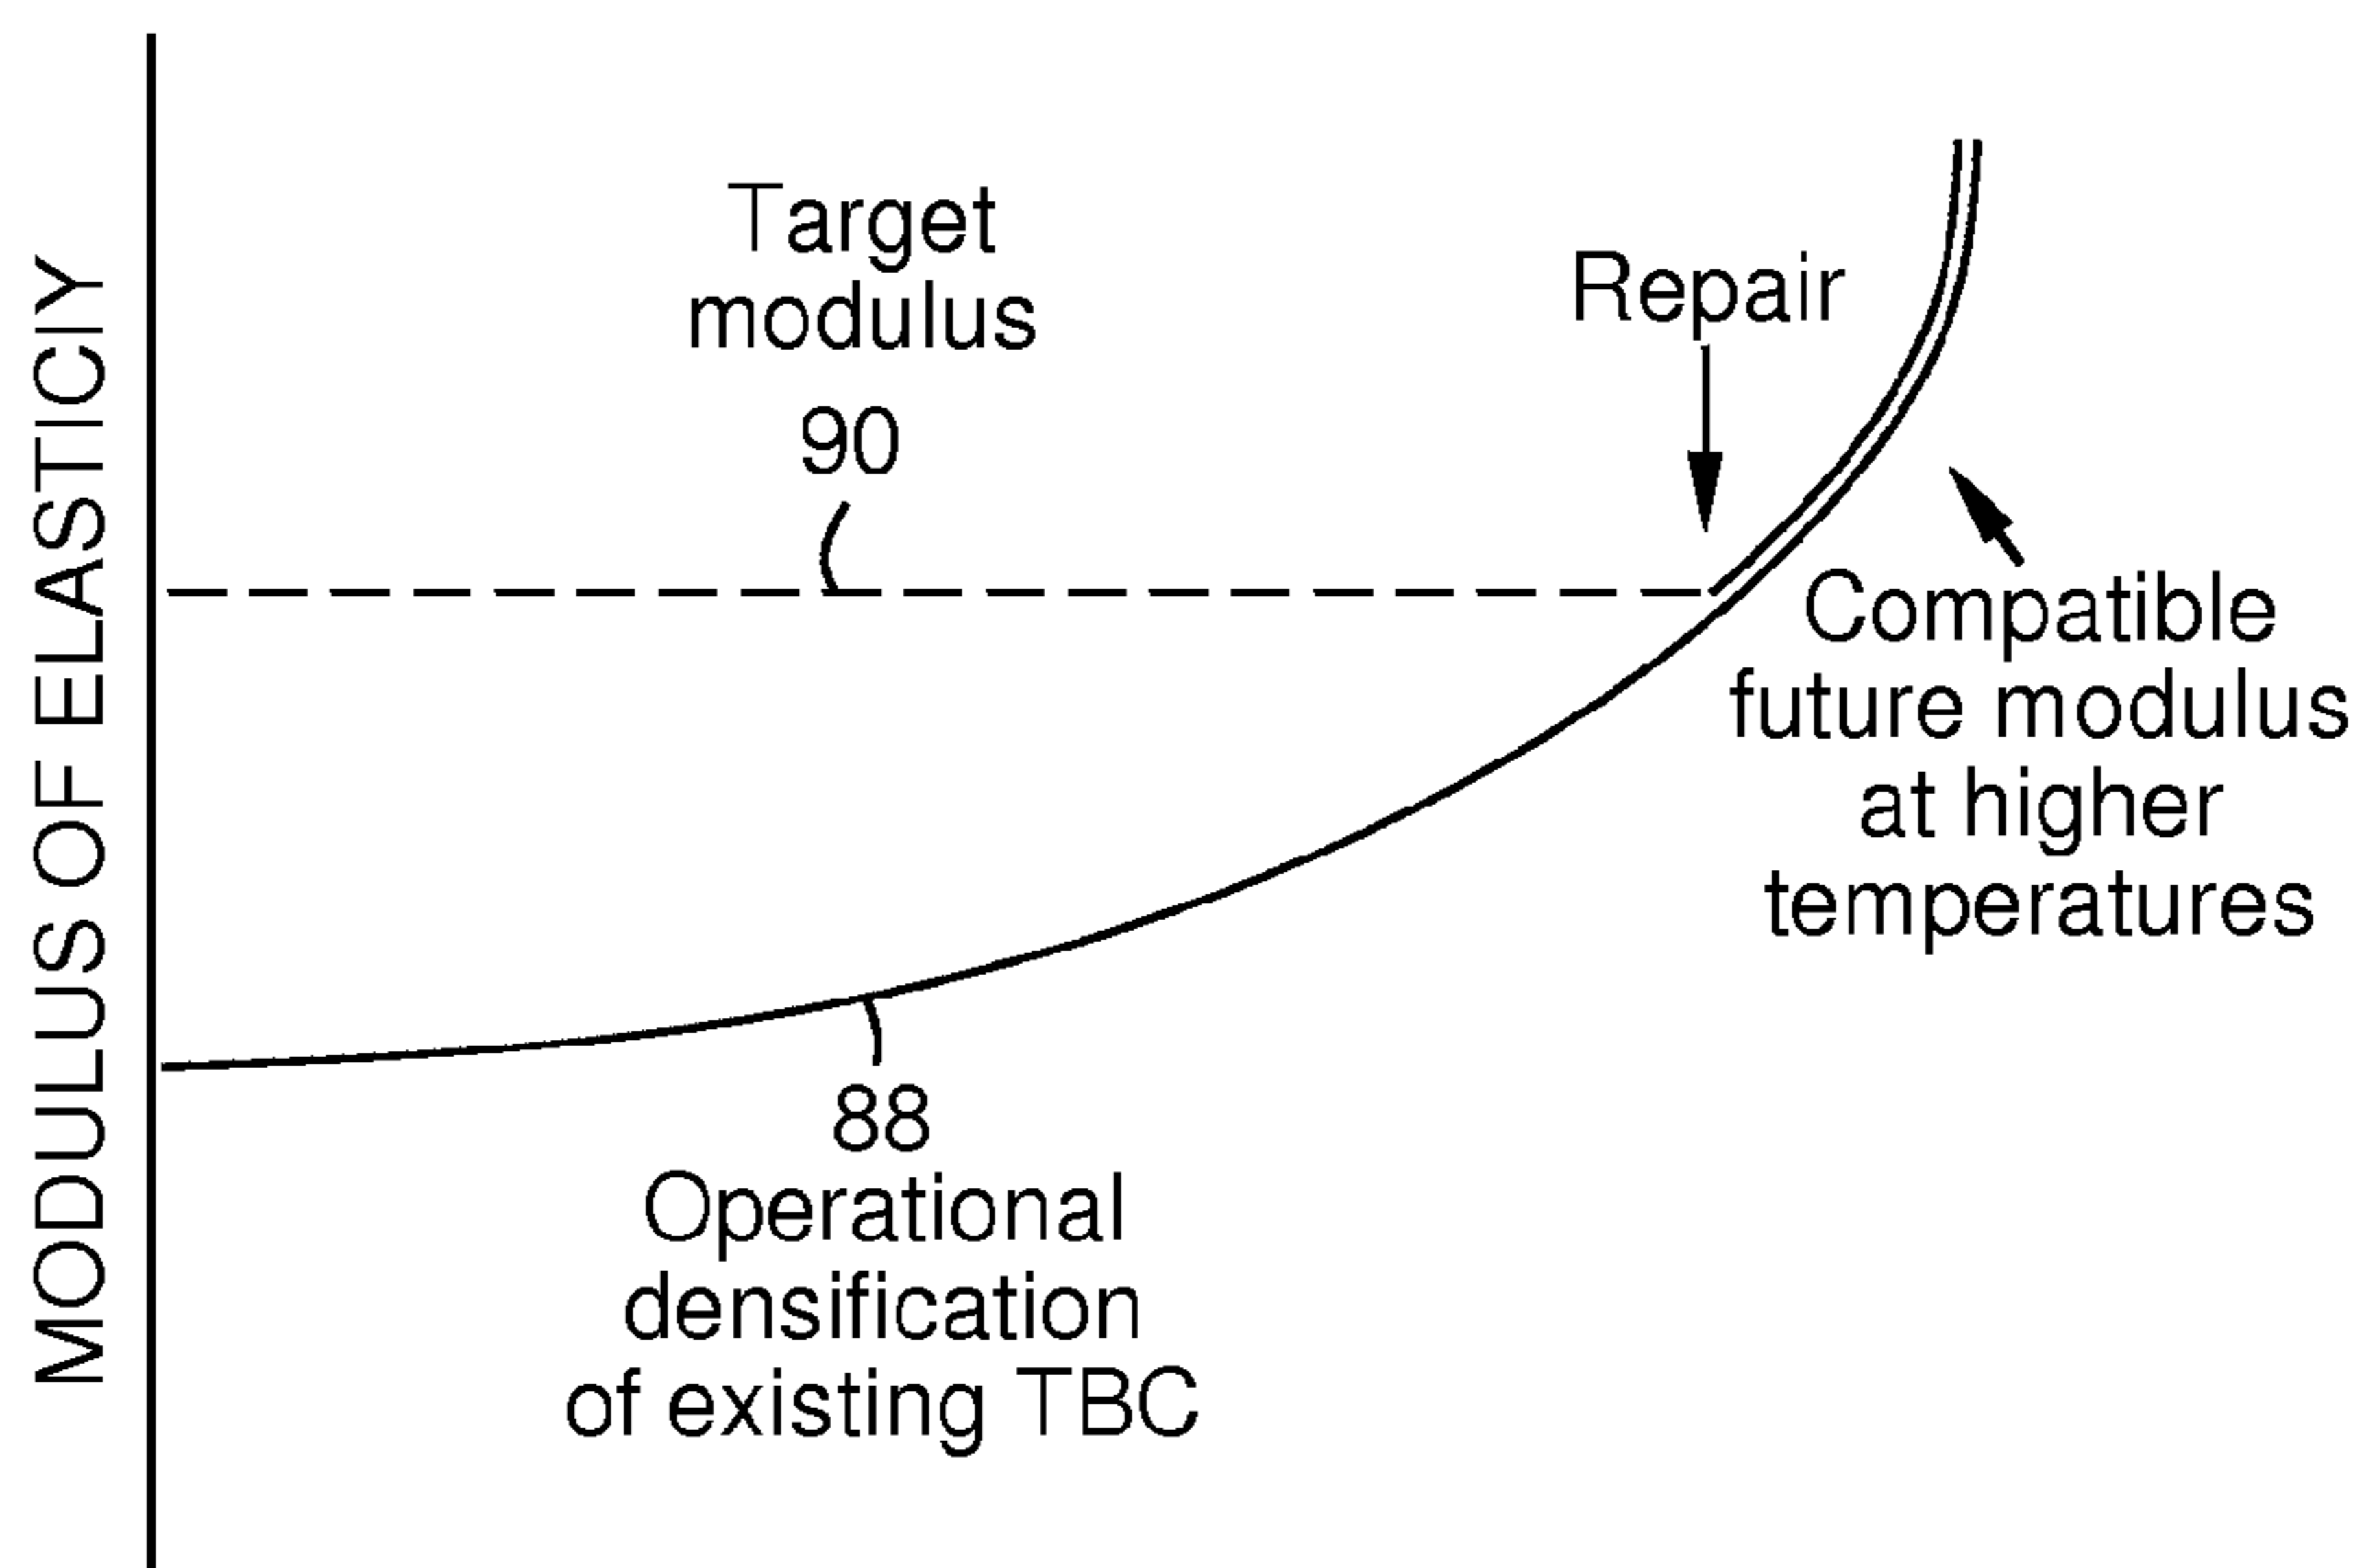 MODULUS OF ELASTICIY
Target
modulus
90
Repair
Compatible
future modulus
at higher
temperatures
88
Operational
densification
of existing TBC